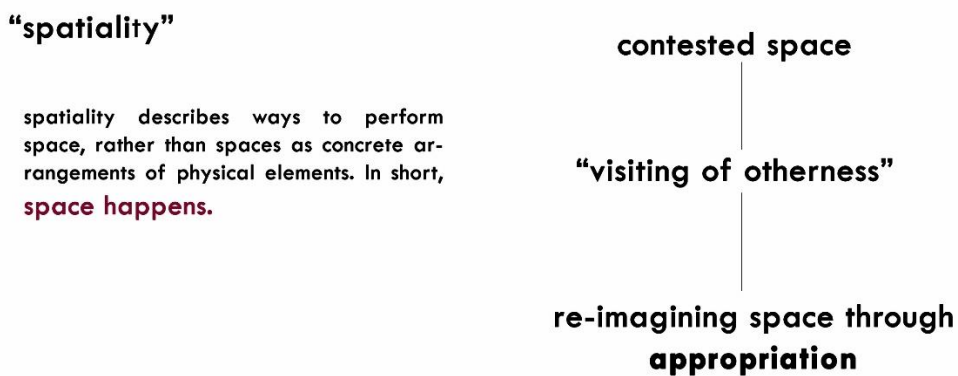 “spatiality”
spatiality describes ways to perform
space, rather than spaces as concrete ar-
rangements of physical elements. In short,
space happens.
contested space
“visiting of otherness”
re-imagining space through
appropriation